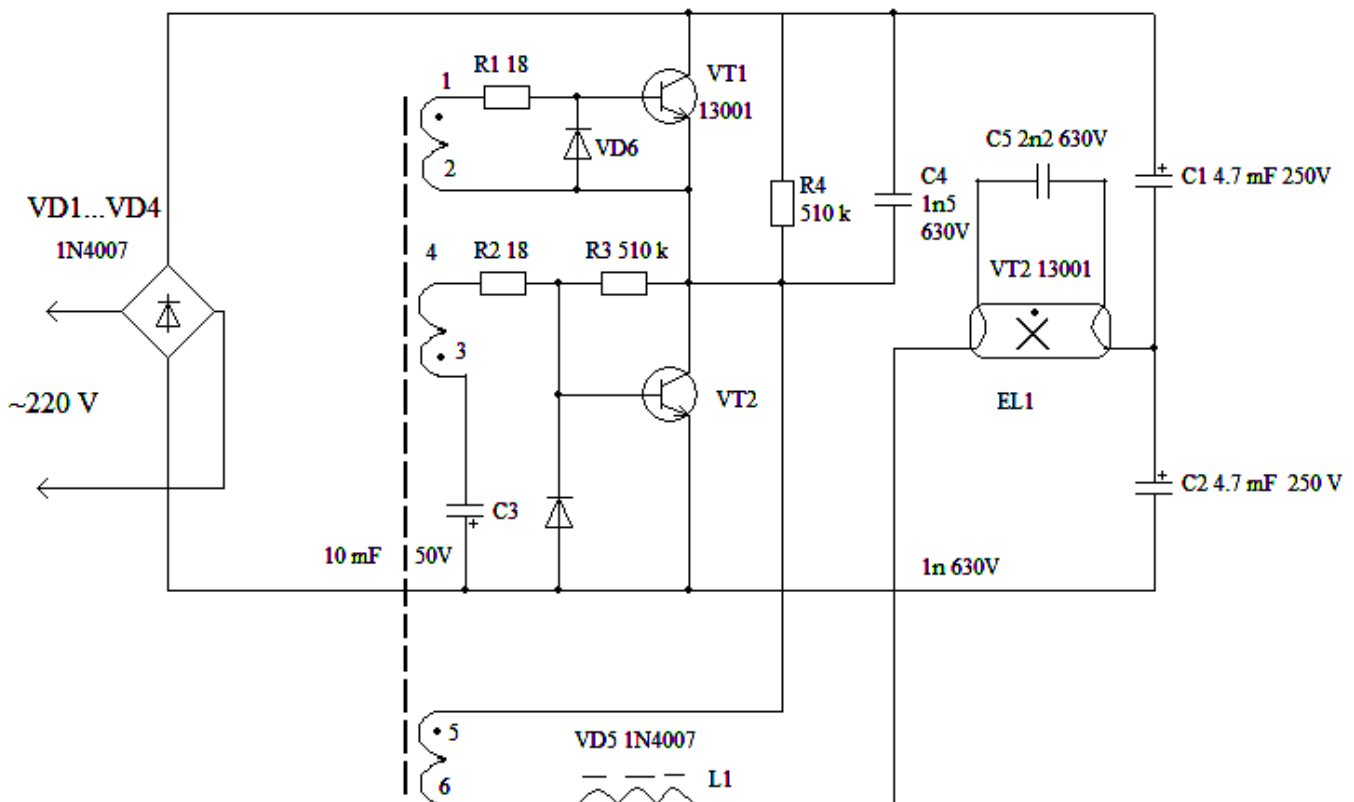 R1 18
VT1
13001
1
2
VD6
C5 2n2 630V
C4
1n5
630V
R4
510 k
C1 4.7 mF 250V
VD1...VD4
1N4007
4
R2 18
R3 510 k
VT2 13001
3
VT2
EL1
~220 V
C2 4.7 mF 250 V
C3
10 mF
50V
1n 630V
5
VD5 1N4007
6
L1